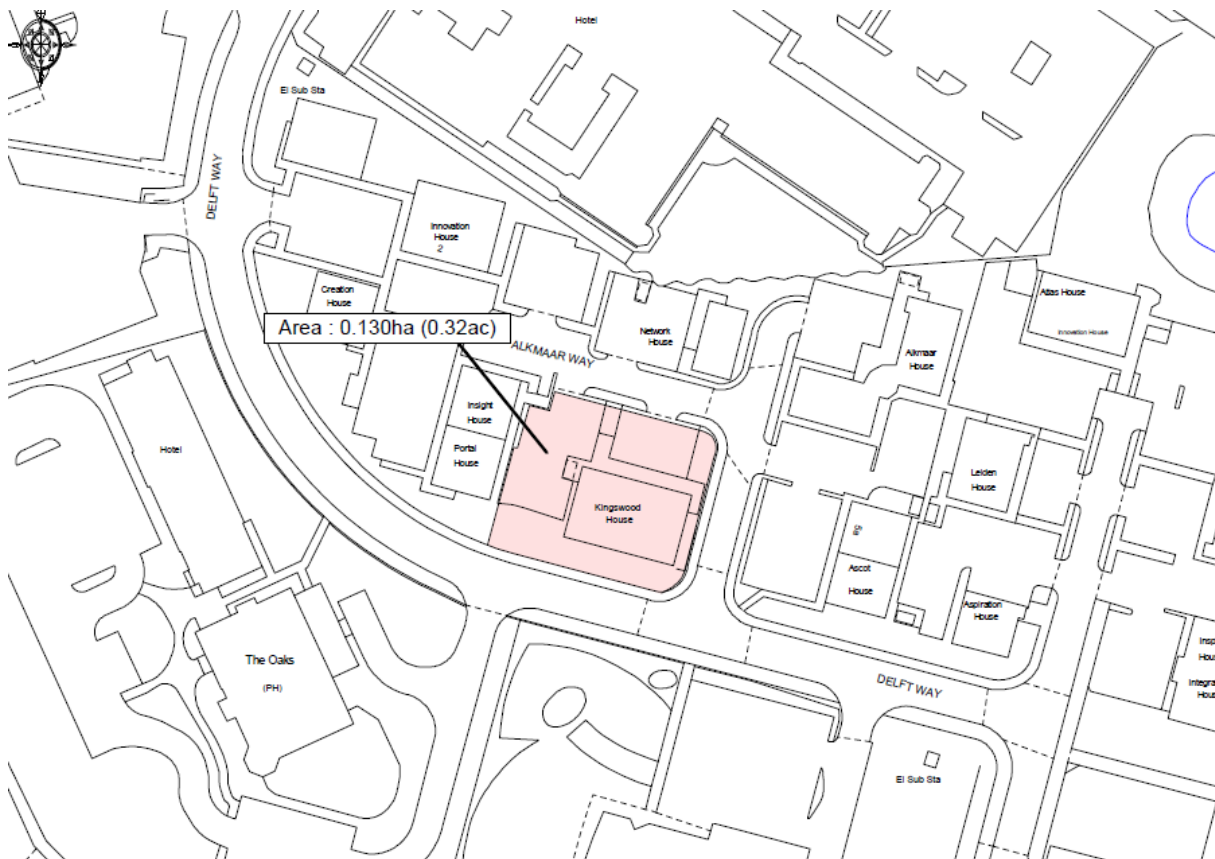 Hotel
El Sub Sta
DELFT WAY
Innovation
House
2
Creation
House
Area : 0.130ha (0.32ac)
ALKMAAR WAY
Network
House
Atlas House
Innovation House
Alkmaar
House
Insight
House
Portal
House
Hotel
Kingswood
House
Leiden
House
Ascot
House
Aspiration
House
The Oaks
(PH)
DELFT WAY
El Sub Sta